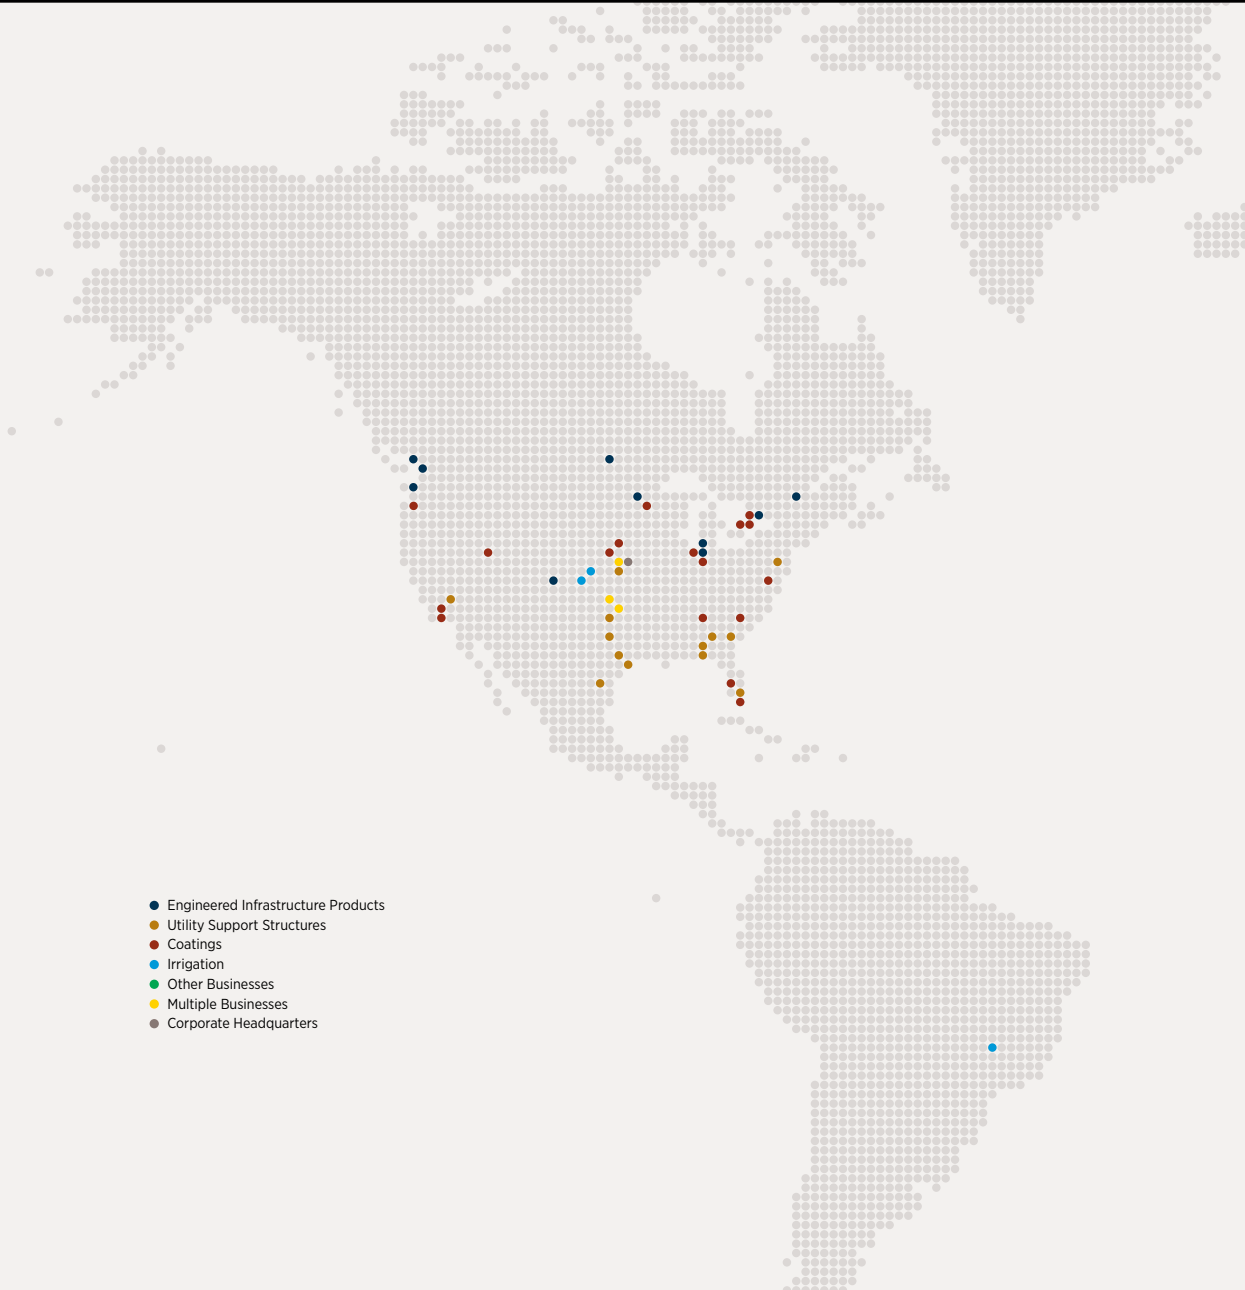 Engineered Infrastructure Products
Utility Support Structures
Coatings
Irrigation
Other Businesses
Multiple Businesses
Corporate Headquarters